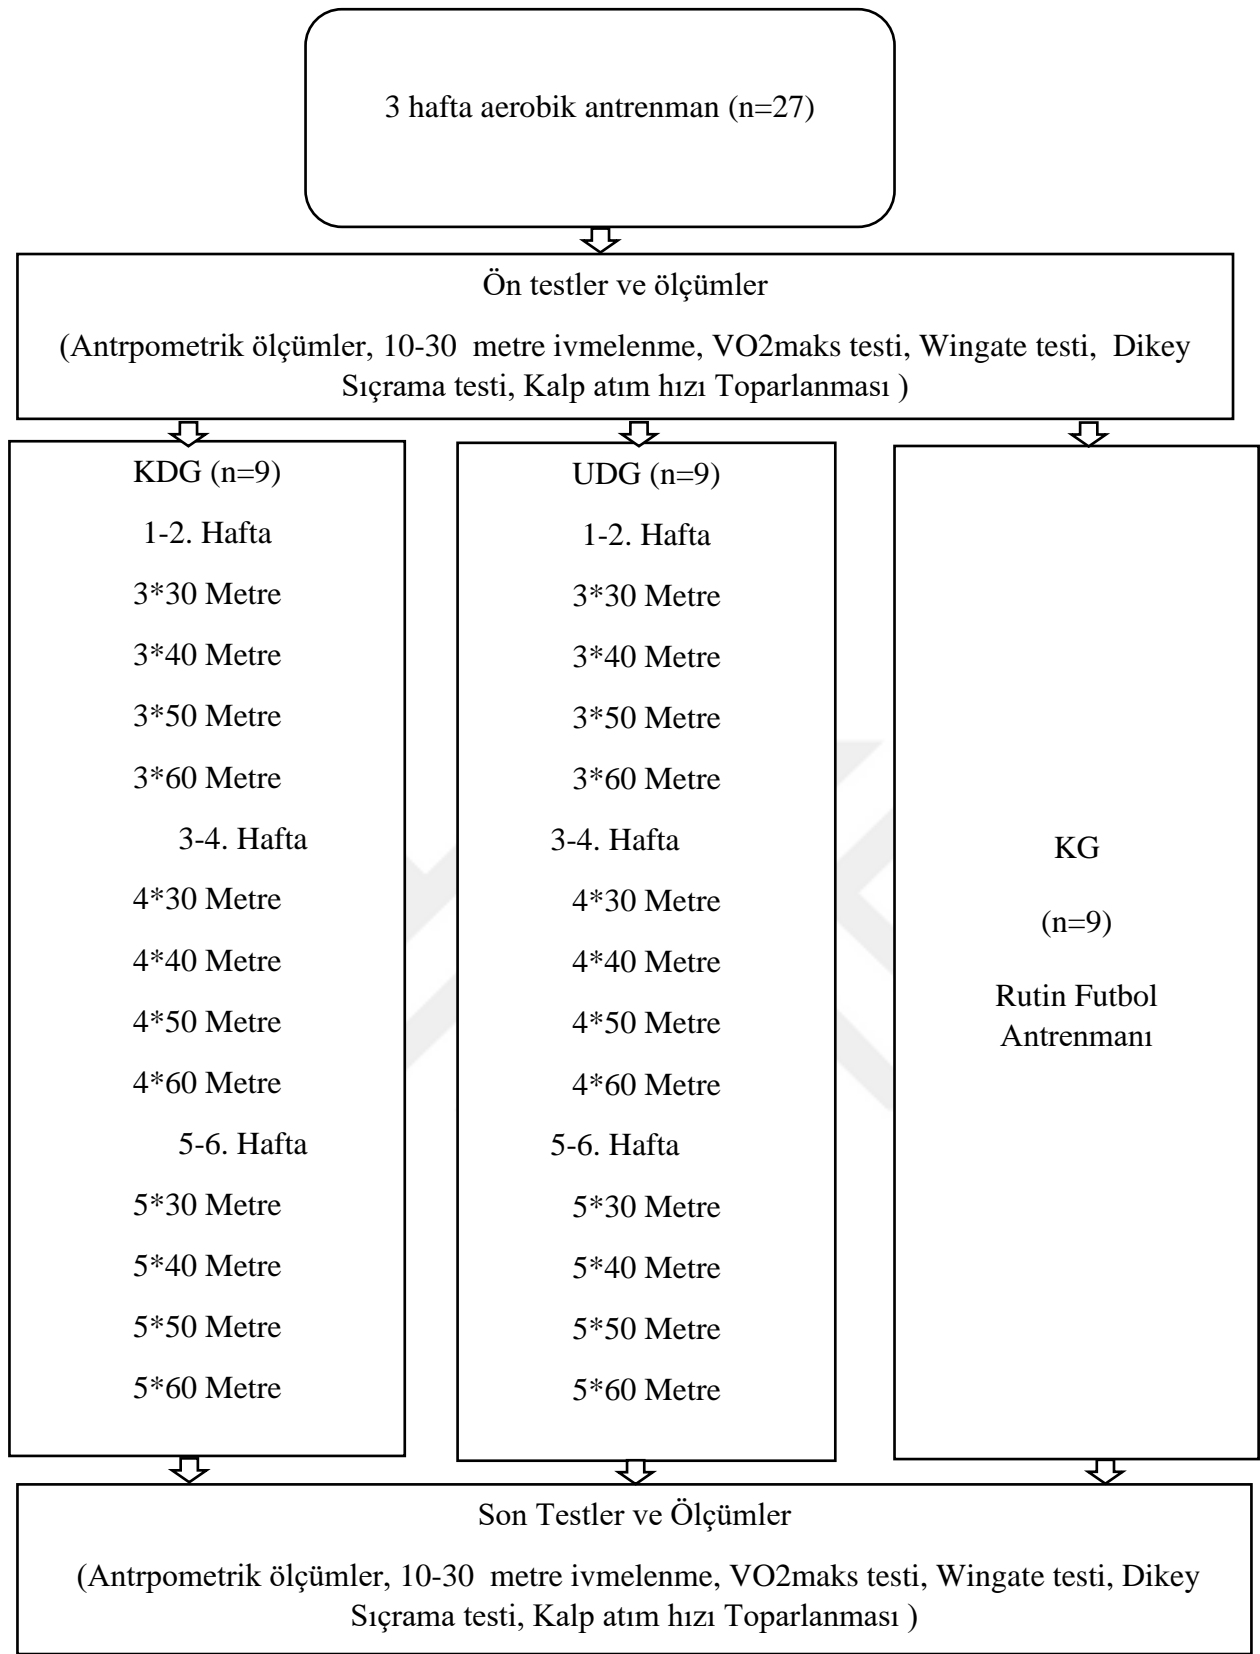 3 hafta aerobik antrenman (n=27)
Ön testler ve ölçümler
(Antrpometrik ölçümler, 10-30 metre ivmelenme, VO2maks testi, Wingate testi, Dikey
Sıçrama testi, Kalp atım hızı Toparlanması )
KDG (n=9)
1-2. Hafta
3*30 Metre
3*40 Metre
3*50 Metre
3*60 Metre
3-4. Hafta
4*30 Metre
4*40 Metre
4*50 Metre
4*60 Metre
5-6. Hafta
5*30 Metre
5*40 Metre
5*50 Metre
5*60 Metre
UDG (n=9)
1-2. Hafta
3*30 Metre
3*40 Metre
3*50 Metre
3*60 Metre
3-4. Hafta
4*30 Metre
4*40 Metre
4*50 Metre
4*60 Metre
5-6. Hafta
5*30 Metre
5*40 Metre
5*50 Metre
5*60 Metre
KG
(n=9)
Rutin Futbol
Antrenmanı
Son Testler ve Ölçümler
(Antrpometrik ölçümler, 10-30 metre ivmelenme, VO2maks testi, Wingate testi, Dikey
Sıçrama testi, Kalp atım hızı Toparlanması )